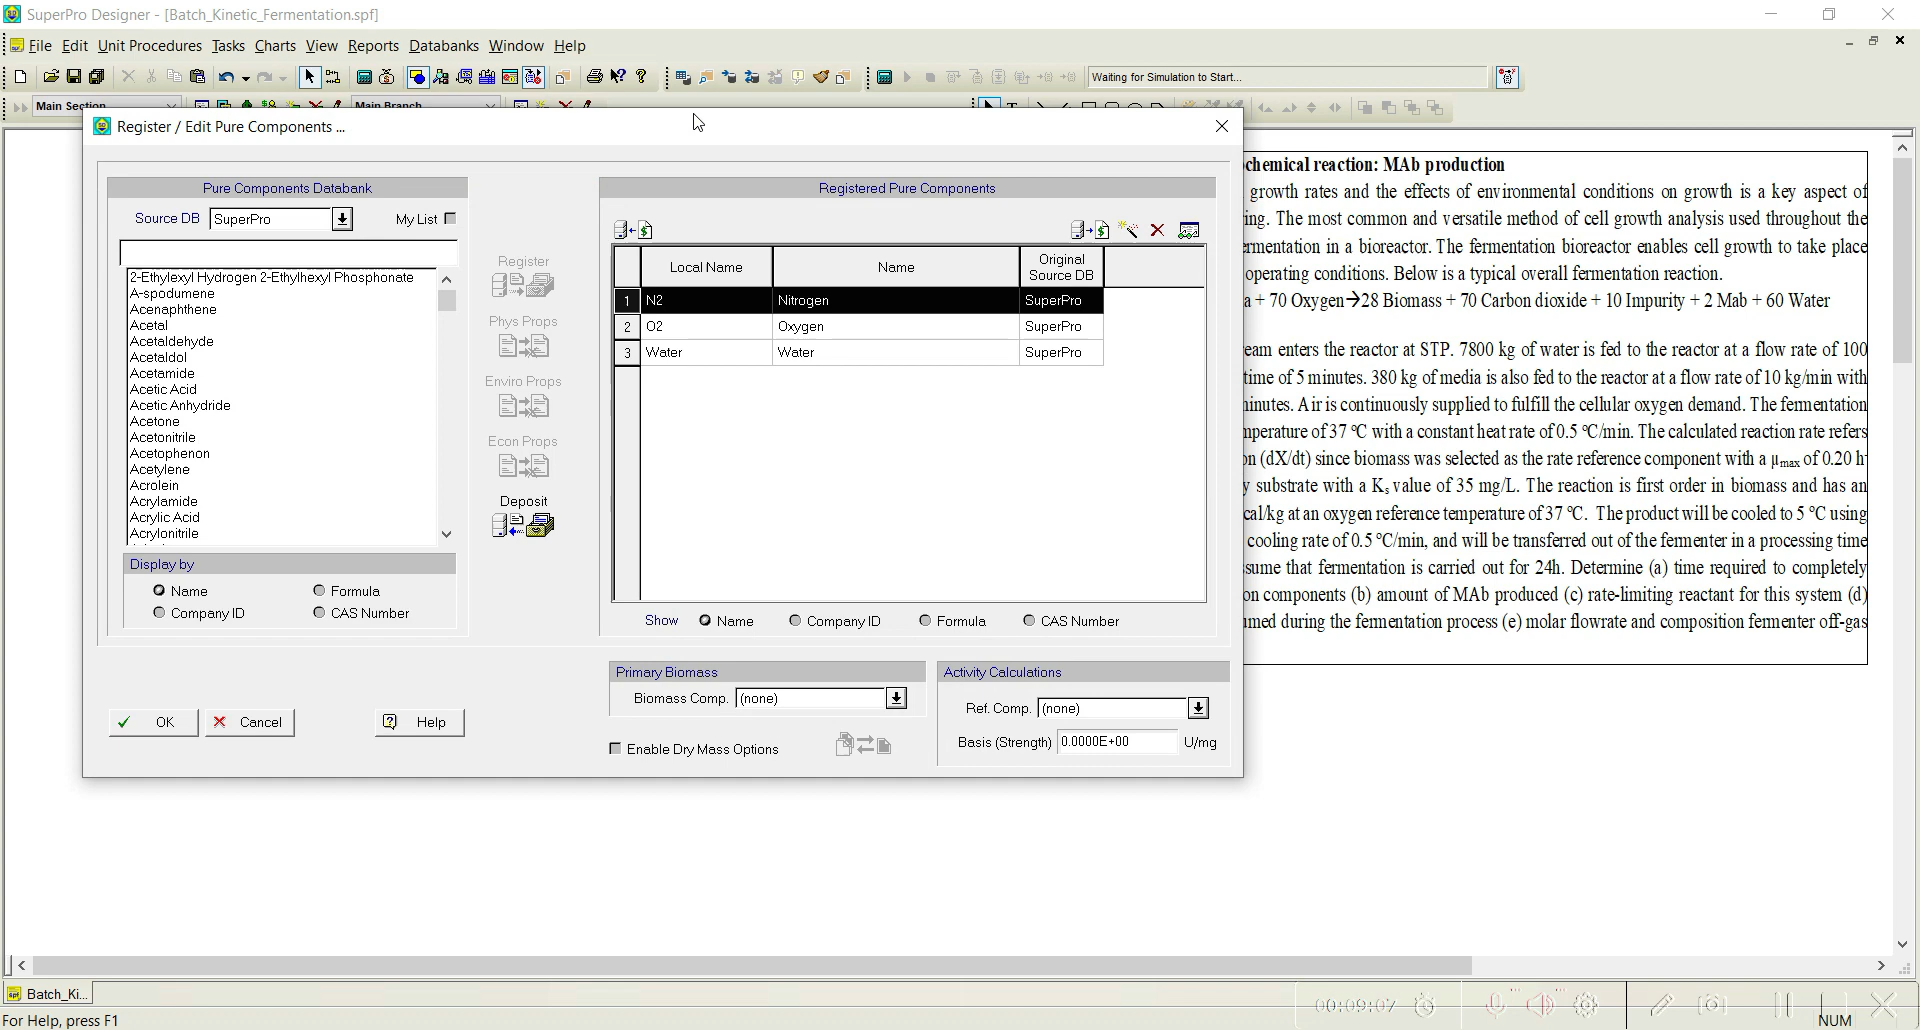 SuperPro Designer - [Batch_Kinetic_Fermentation.spf]
File Edit Unit Procedures Tasks Charts View Reports Databanks Window Help
Waiting for Simulation to Start...
Main Section
Main Branch
Register / Edit Pure Components ...
Pure Components Databank
Source DB SuperPro My List
2-Ethylexyl Hydrogen 2-Ethylhexyl Phosphonate
A-spodumene
Acenaphthene
Acetal
Acetaldehyde
Acetaldol
Acetamide
Acetic Acid
Acetic Anhydride
Acetone
Acetonitrile
Acetophenon
Acetylene
Acrolein
Acrylamide
Acrylic Acid
Acrylonitrile
Display by
Name Formula
Company ID CAS Number
Register
Phys Props
Enviro Props
Econ Props
Deposit
Registered Pure Components
Local Name Name Original Source DB
1 N2 Nitrogen SuperPro
2 O2 Oxygen SuperPro
3 Water Water SuperPro
Show Name Company ID Formula CAS Number
Primary Biomass
Biomass Comp. (none)
Enable Dry Mass Options
Activity Calculations
Ref. Comp. (none)
Basis (Strength) 0.0000E+00 U/mg
OK Cancel Help
chemical reaction: MAb production
growth rates and the effects of environmental conditions on growth is a key aspect of
ing. The most common and versatile method of cell growth analysis used throughout the
rmentation in a bioreactor. The fermentation bioreactor enables cell growth to take place
operating conditions. Below is a typical overall fermentation reaction.
a + 70 Oxygen→28 Biomass + 70 Carbon dioxide + 10 Impurity + 2 Mab + 60 Water
eam enters the reactor at STP. 7800 kg of water is fed to the reactor at a flow rate of 100
time of 5 minutes. 380 kg of media is also fed to the reactor at a flow rate of 10 kg/min with
inutes. Air is continuously supplied to fulfill the cellular oxygen demand. The fermentation
mperature of 37 °C with a constant heat rate of 0.5 °C/min. The calculated reaction rate refers
on (dX/dt) since biomass was selected as the rate reference component with a μmax of 0.20 h
y substrate with a Ks value of 35 mg/L. The reaction is first order in biomass and has an
cal/kg at an oxygen reference temperature of 37 °C. The product will be cooled to 5 °C using
cooling rate of 0.5 °C/min, and will be transferred out of the fermenter in a processing time
sume that fermentation is carried out for 24h. Determine (a) time required to completely
on components (b) amount of MAb produced (c) rate-limiting reactant for this system (d)
umed during the fermentation process (e) molar flowrate and composition fermenter off-gas
Batch_Ki...
00:09:07
For Help, press F1
NUM